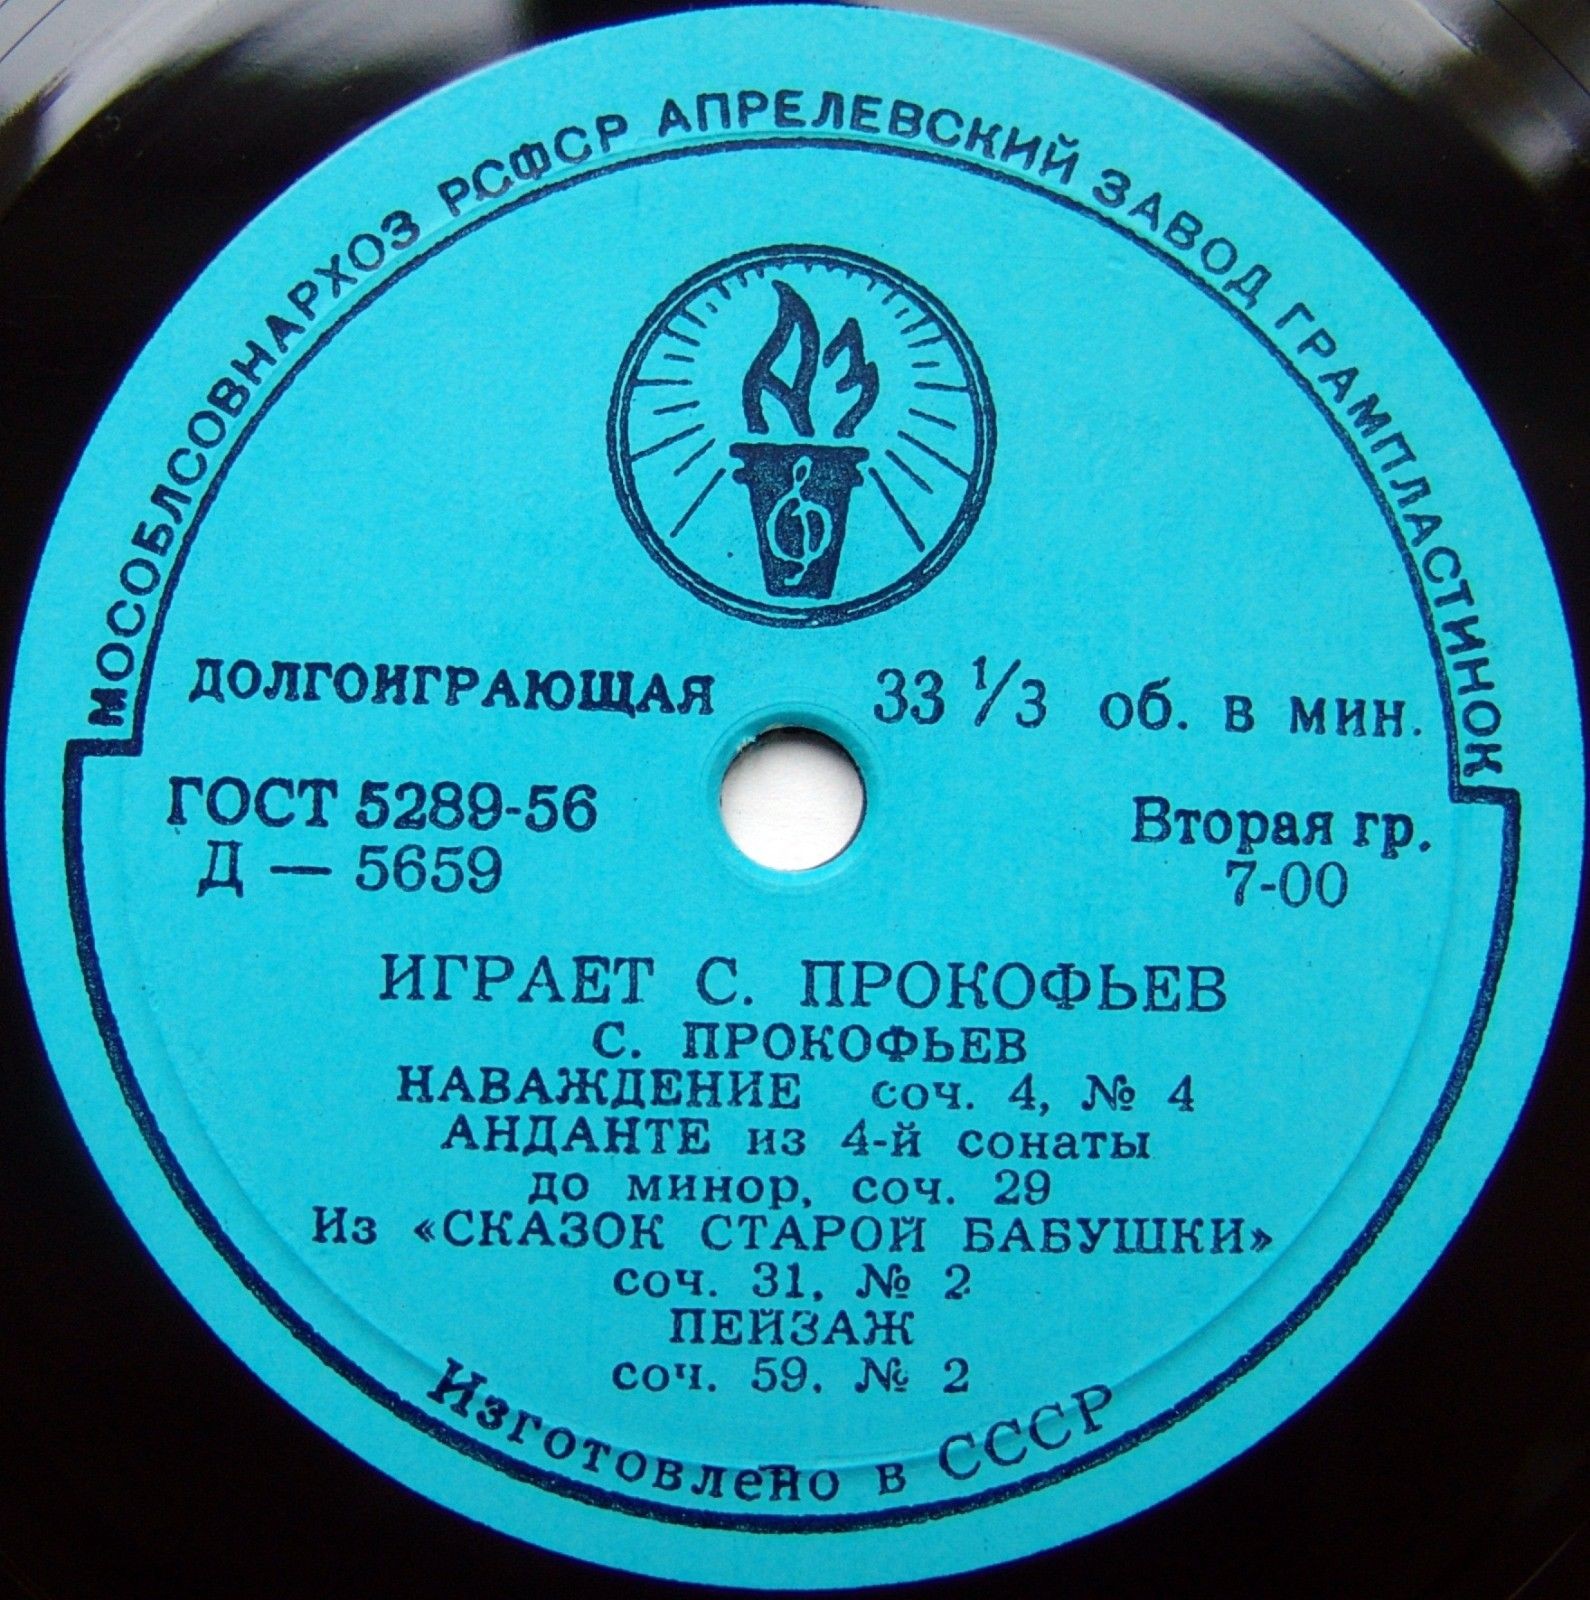 МОСОБЛСОВНАРХОЗ РСФСР АПРЕЛЕВСКИЙ ЗАВОД ГРАМПЛАСТИНОК
АЗ
ДОЛГОИГРАЮЩАЯ 33 1/3 об. в мин.
ГОСТ 5289-56 Вторая гр.
Д — 5659 7-00
ИГРАЕТ С. ПРОКОФЬЕВ
С. ПРОКОФЬЕВ
НАВАЖДЕНИЕ соч. 4, № 4
АНДАНТЕ из 4-й сонаты
до минор, соч. 29
Из «СКАЗОК СТАРОЙ БАБУШКИ»
соч. 31, № 2
ПЕЙЗАЖ
соч. 59, № 2
Изготовлено в СССР